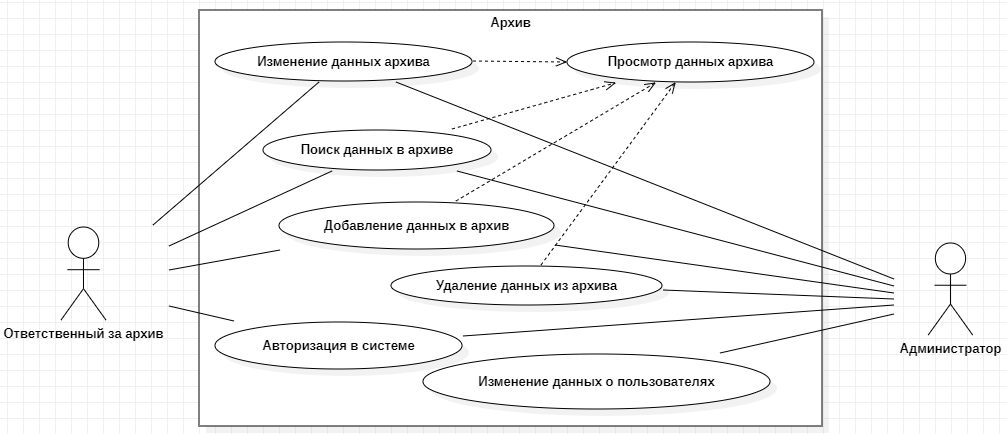 Архив
Изменение данных архива
Просмотр данных архива
Поиск данных в архиве
Добавление данных в архив
Удаление данных из архива
Ответственный за архив
Авторизация в системе
Администратор
Изменение данных о пользователях